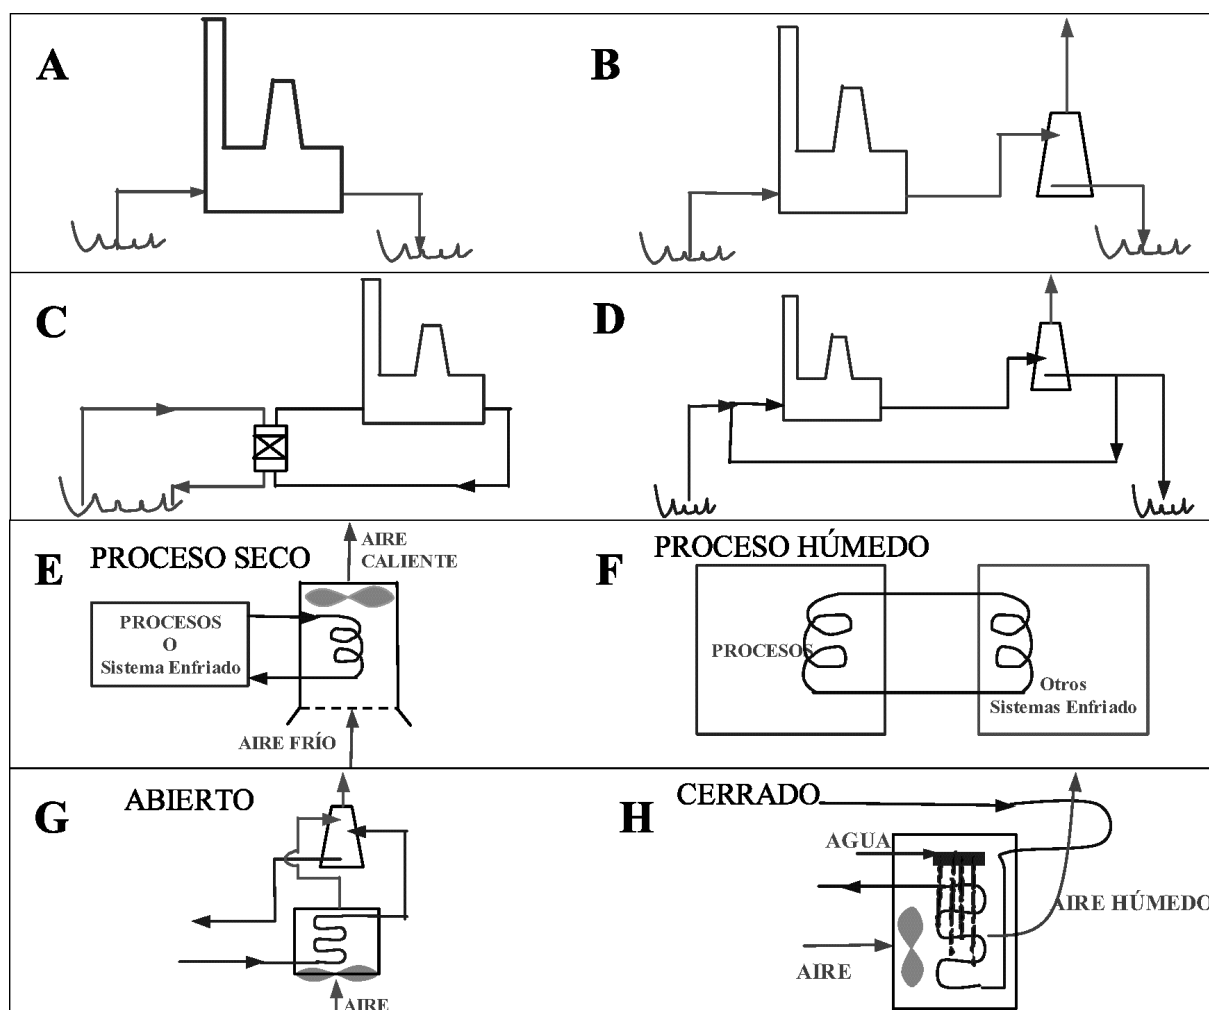 A
B
C
D
E PROCESO SECO
AIRE
CALIENTE
PROCESOS
O
Sistema Enfriado
AIRE FRÍO
PROCESO HÚMEDO
F
PROCESOS
Otros
Sistemas Enfriado
G ABIERTO
AIRE
CERRADO
H
AGUA
AIRE HÚMEDO
AIRE